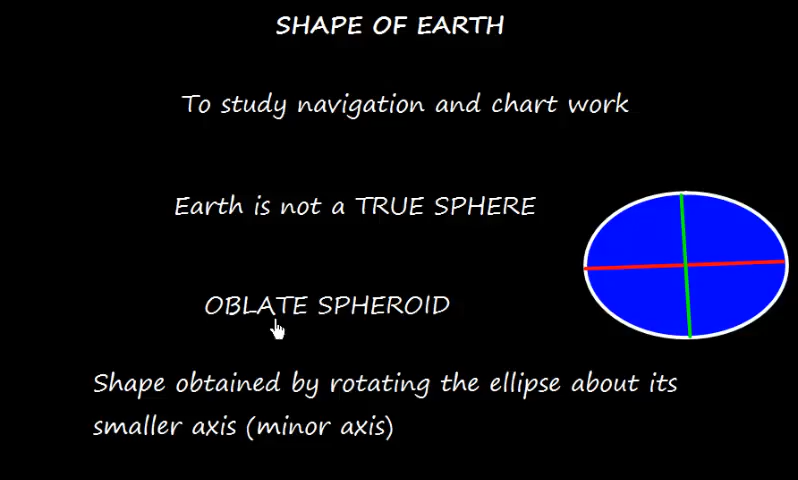 SHAPE OF EARTH
To study navigation and chart work
Earth is not a TRUE SPHERE
OBLATE SPHEROID
Shape obtained by rotating the ellipse about its
smaller axis (minor axis)